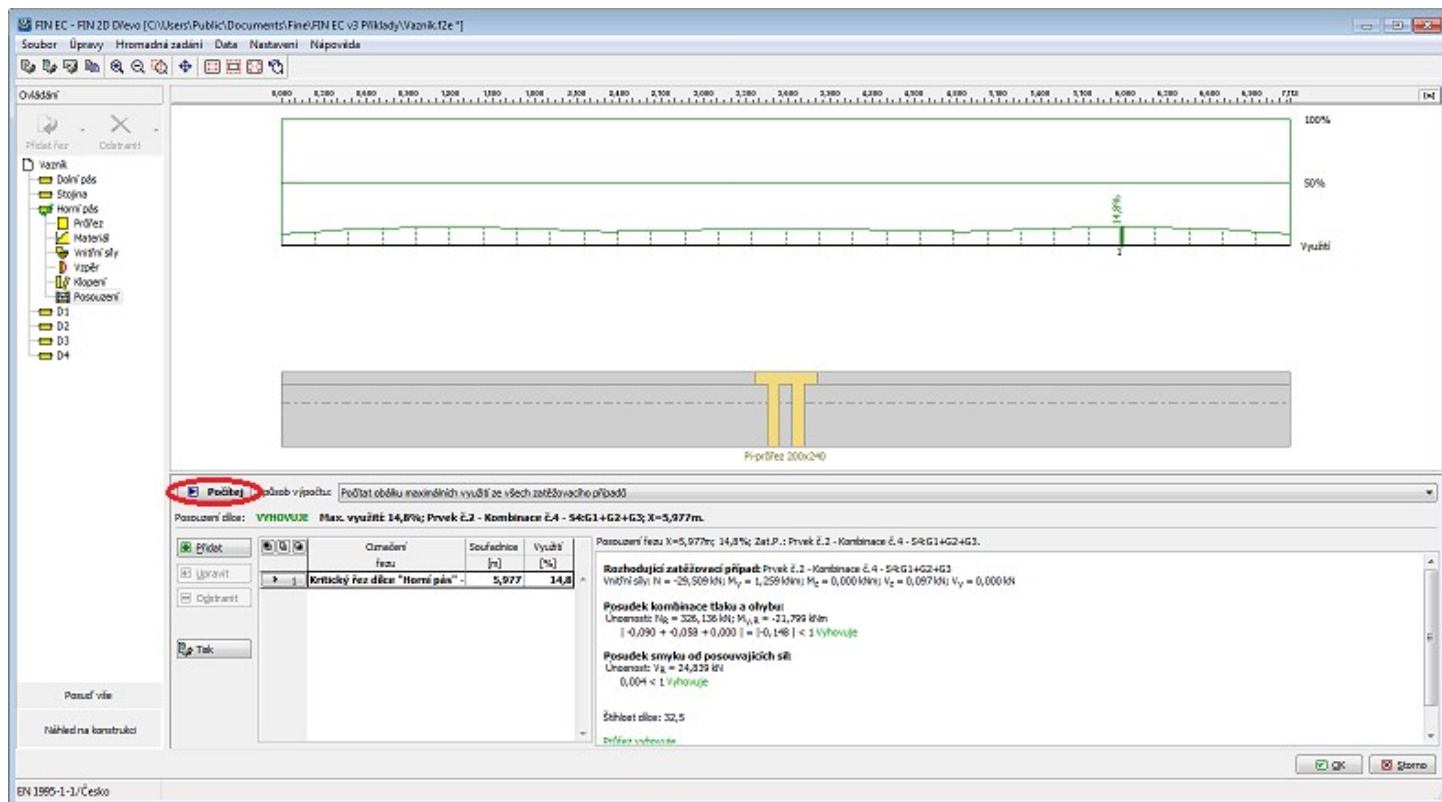 FIN EC - FIN 2D Dřevo [C:\Users\Public\Documents\Fine\FIN EC v3 Příklady\Vaznik.f2e *]
Soubor Úpravy Hromadná zadání Data Nastavení Nápověda
Ovládání
[m]
Přidat řez Odstranit
100%
50%
14,8%
Využití
1
Vazník
Dolní pás
Stojina
Horní pás
Průřez
Materiál
Vnitřní síly
Vzpěr
Klopení
Posouzení
D1
D2
D3
D4
Pi-průřez 200x240
Počítej
působ výpočtu: Počítat obálku maximálních využití ze všech zatěžovacího případů
Posouzení dílce: VYHOVUJE Max. využití: 14,8%; Prvek č.2 - Kombinace č.4 - S4:G1+G2+G3; X=5,977m.
Přidat
Upravit
Odstranit
Tisk
Označení řezu
Souřadnice [m]
Využití [%]
1 Kritický řez dílce "Horní pás" - 5,977 14,8
Posouzení řezu X=5,977m; 14,8%; Zat.P.: Prvek č.2 - Kombinace č.4 - S4:G1+G2+G3.
Rozhodující zatěžovací případ: Prvek č.2 - Kombinace č.4 - S4:G1+G2+G3
Vnitřní síly: N = -29,509 kN; My = 1,259 kNm; Mz = 0,000 kNm; Vz = 0,097 kN; Vy = 0,000 kN
Posudek kombinace tlaku a ohybu:
Únosnosti: NR = 326,136 kN; My,R = -21,799 kNm
| -0,090 + -0,058 + 0,000 | = |-0,148 | < 1 Vyhovuje
Posudek smyku od posouvajících sil:
Únosnost: VR = 24,839 kN
0,004 < 1 Vyhovuje
Štíhlost dílce: 32,5
Průřez vyhovuje
Posuď vše
Náhled na konstrukci
OK
Storno
EN 1995-1-1/Česko